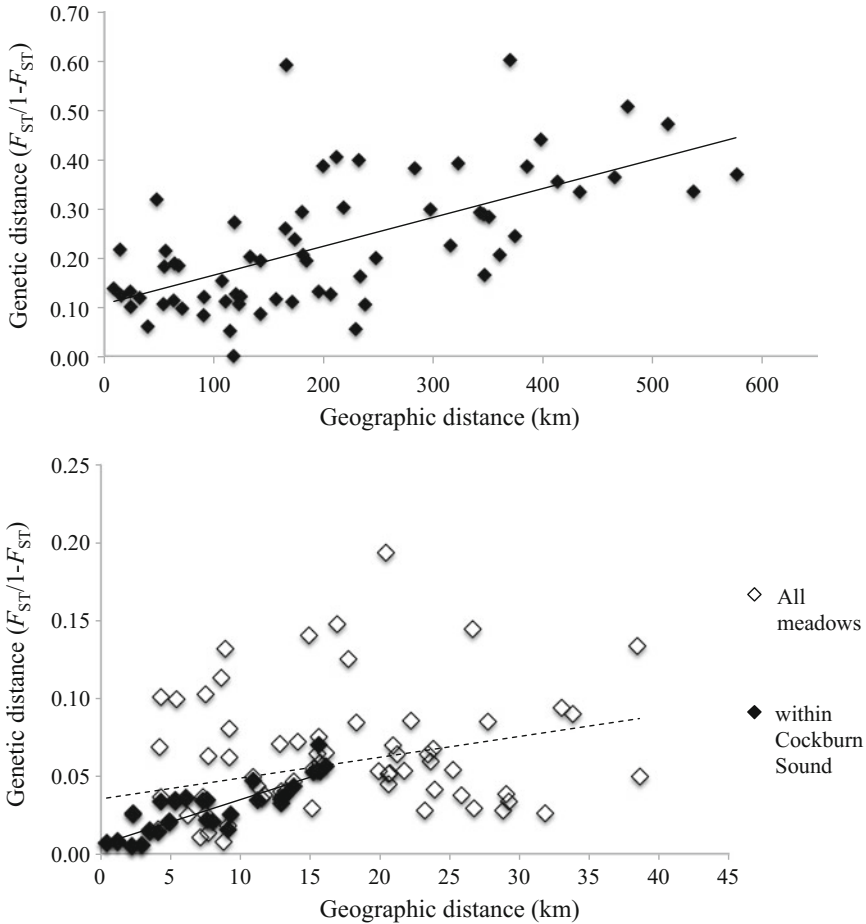 0.70
0.60
0.50
0.40
0.30
0.20
0.10
0.00
Genetic distance (FST/1-FST)
0 100 200 300 400 500 600
Geographic distance (km)
0.25
0.20
0.15
0.10
0.05
0.00
Genetic distance (FST/1-FST)
0 5 10 15 20 25 30 35 40 45
Geographic distance (km)
All
meadows
within
Cockburn
Sound